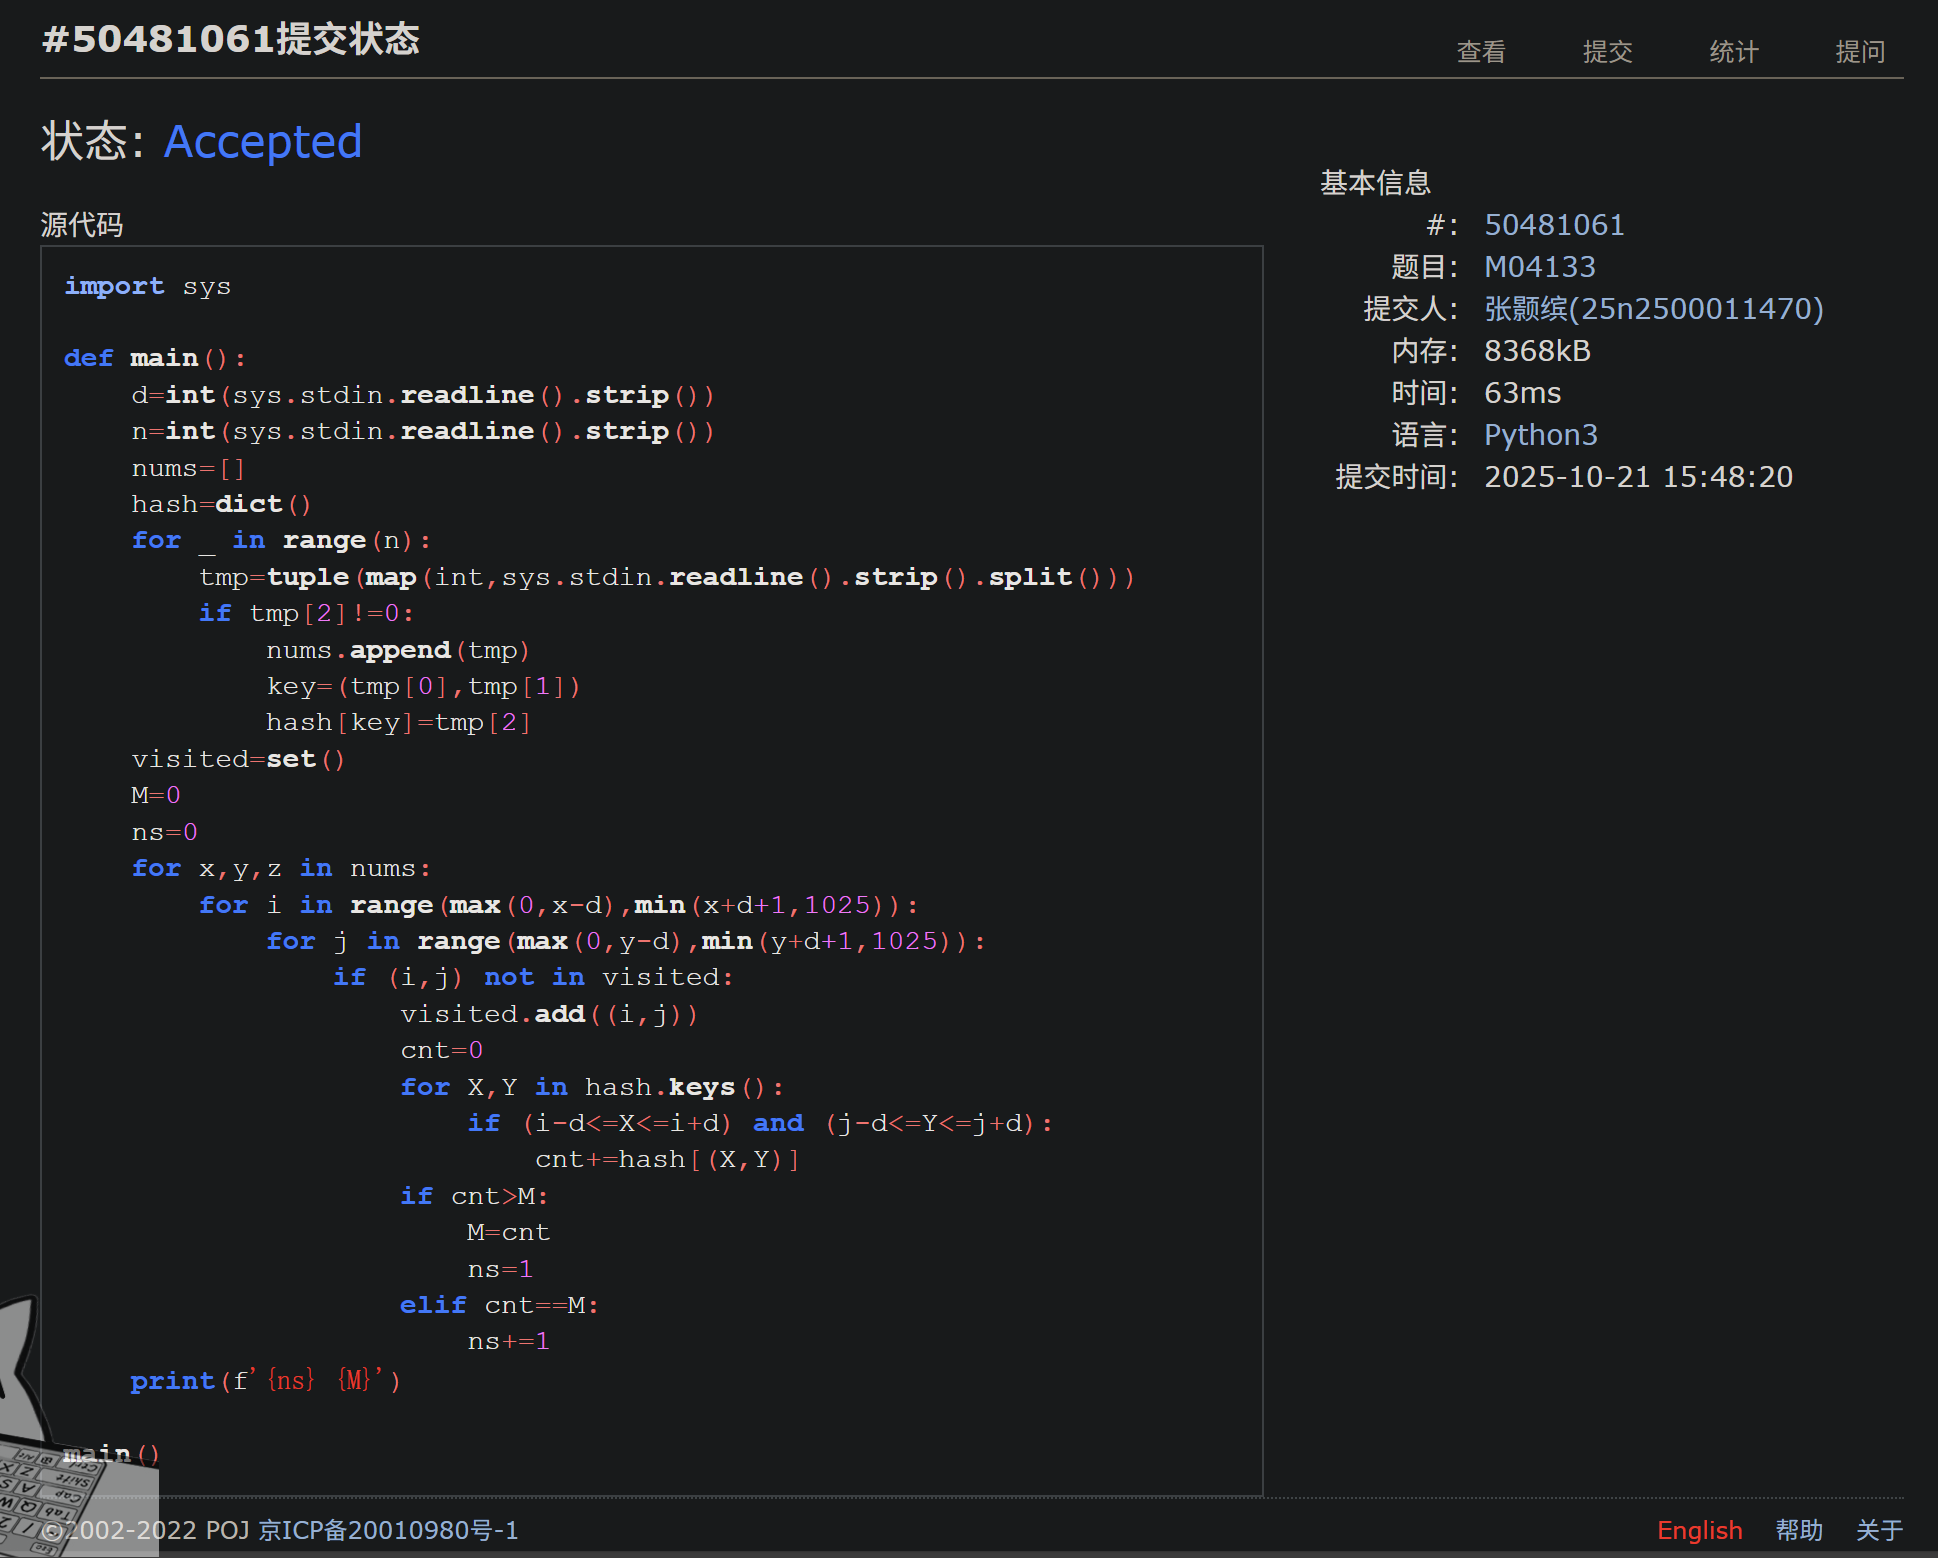 #50481061提交状态
查看 提交 统计 提问
状态: Accepted
源代码
import sys

def main():
    d=int(sys.stdin.readline().strip())
    n=int(sys.stdin.readline().strip())
    nums=[]
    hash=dict()
    for _ in range(n):
        tmp=tuple(map(int,sys.stdin.readline().strip().split()))
        if tmp[2]!=0:
            nums.append(tmp)
            key=(tmp[0],tmp[1])
            hash[key]=tmp[2]
    visited=set()
    M=0
    ns=0
    for x,y,z in nums:
        for i in range(max(0,x-d),min(x+d+1,1025)):
            for j in range(max(0,y-d),min(y+d+1,1025)):
                if (i,j) not in visited:
                    visited.add((i,j))
                    cnt=0
                    for X,Y in hash.keys():
                        if (i-d<=X<=i+d) and (j-d<=Y<=j+d):
                            cnt+=hash[(X,Y)]
                    if cnt>M:
                        M=cnt
                        ns=1
                    elif cnt==M:
                        ns+=1
    print(f'{ns} {M}')

main()
基本信息
#: 50481061
题目: M04133
提交人: 张颢缤(25n2500011470)
内存: 8368kB
时间: 63ms
语言: Python3
提交时间: 2025-10-21 15:48:20
©2002-2022 POJ 京ICP备20010980号-1
English 帮助 关于